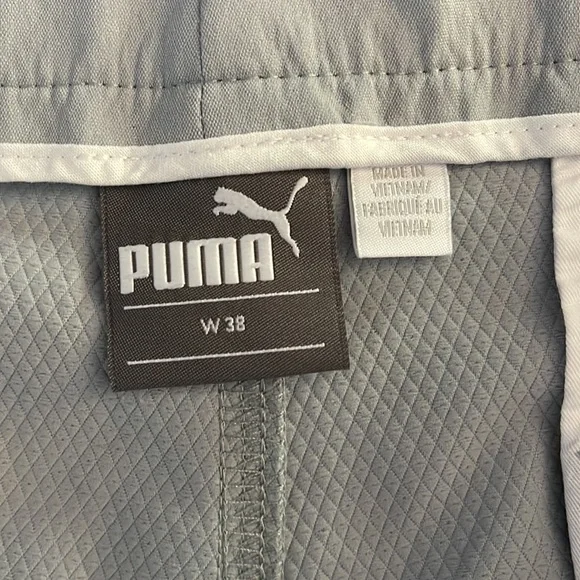 PUMA
W 38
MADE IN
VIETNAM/
FABRIQUÉ AU
VIETNAM